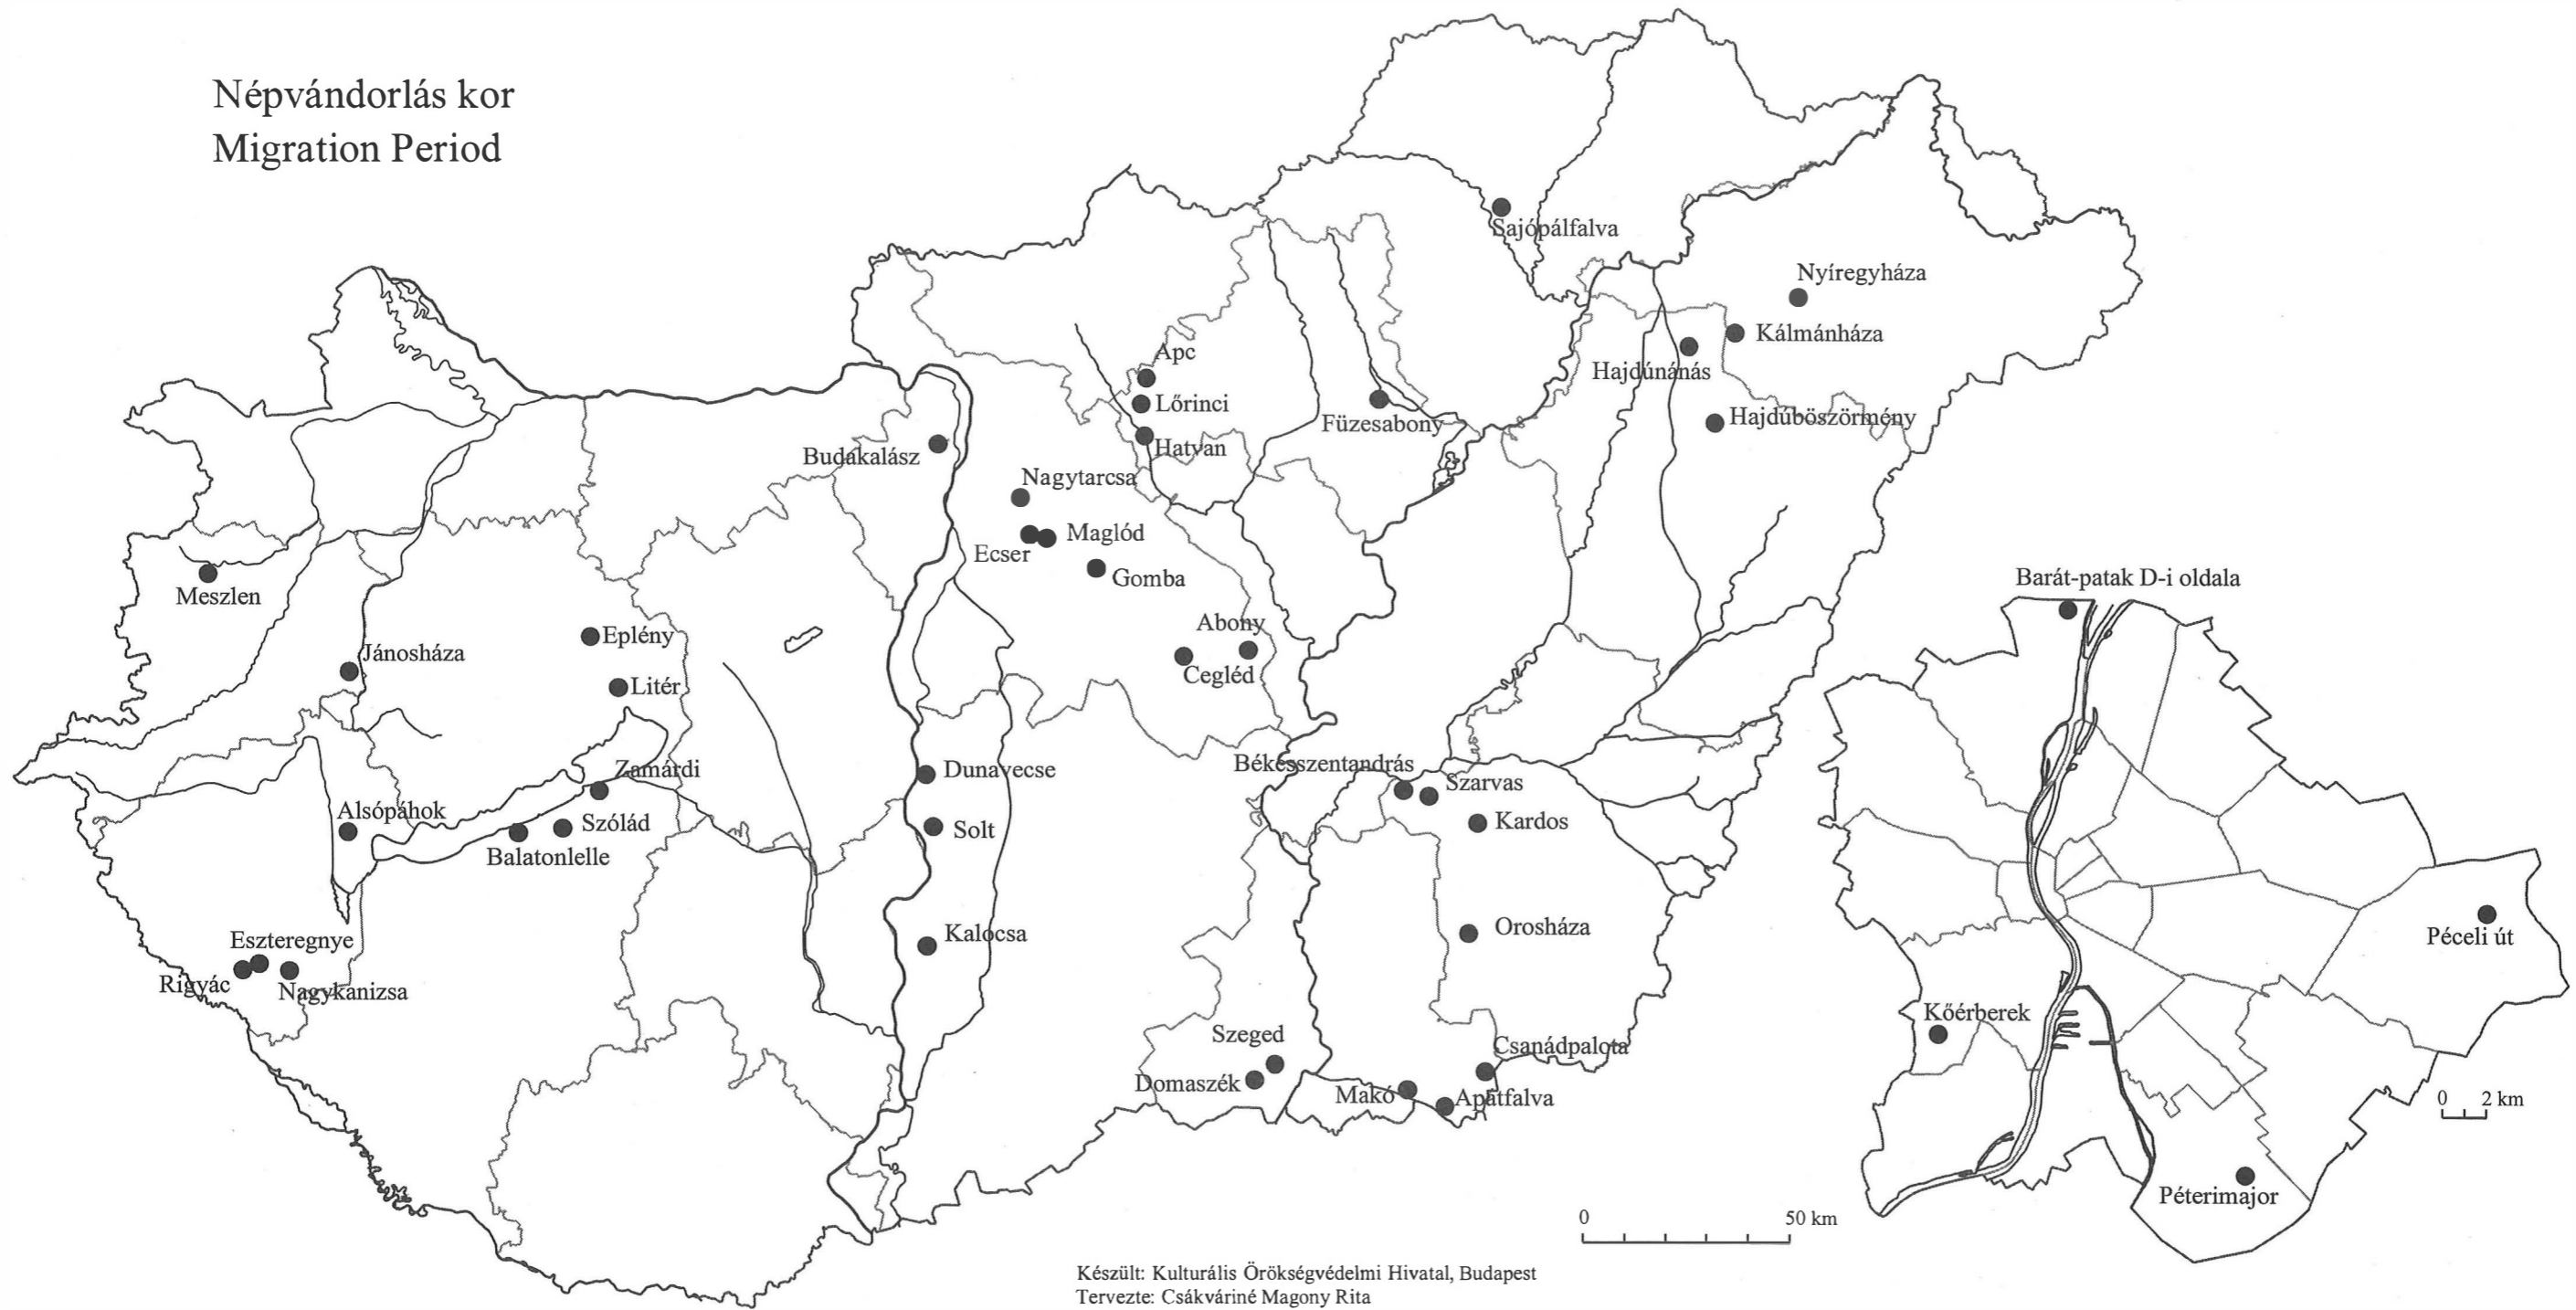 Népvándorlás kor
Migration Period
Sajópálfalva
Nyíregyháza
Kálmánháza
Apc
Hajdúnánás
Lőrinci
Hajdúböszörmény
Füzesabony
Hatvan
Budakalász
Nagytarcsa
Maglód
Ecser
Gomba
Barát-patak D-i oldala
Meszlen
Abony
Eplény
Jánosháza
Cegléd
Litér
Békésszentandrás
Zamárdi
Dunavecse
Szarvas
Alsópáhok
Szólád
Solt
Kardos
Balatonlelle
Orosháza
Kalocsa
Péceli út
Eszteregnye
Rigyác
Nagykanizsa
Kőérberek
Szeged
Csanádpalota
Domaszék
Makó
Apátfalva
0 2 km
Péterimajor
0 50 km
Készült: Kulturális Örökségvédelmi Hivatal, Budapest
Tervezte: Csákváriné Magony Rita